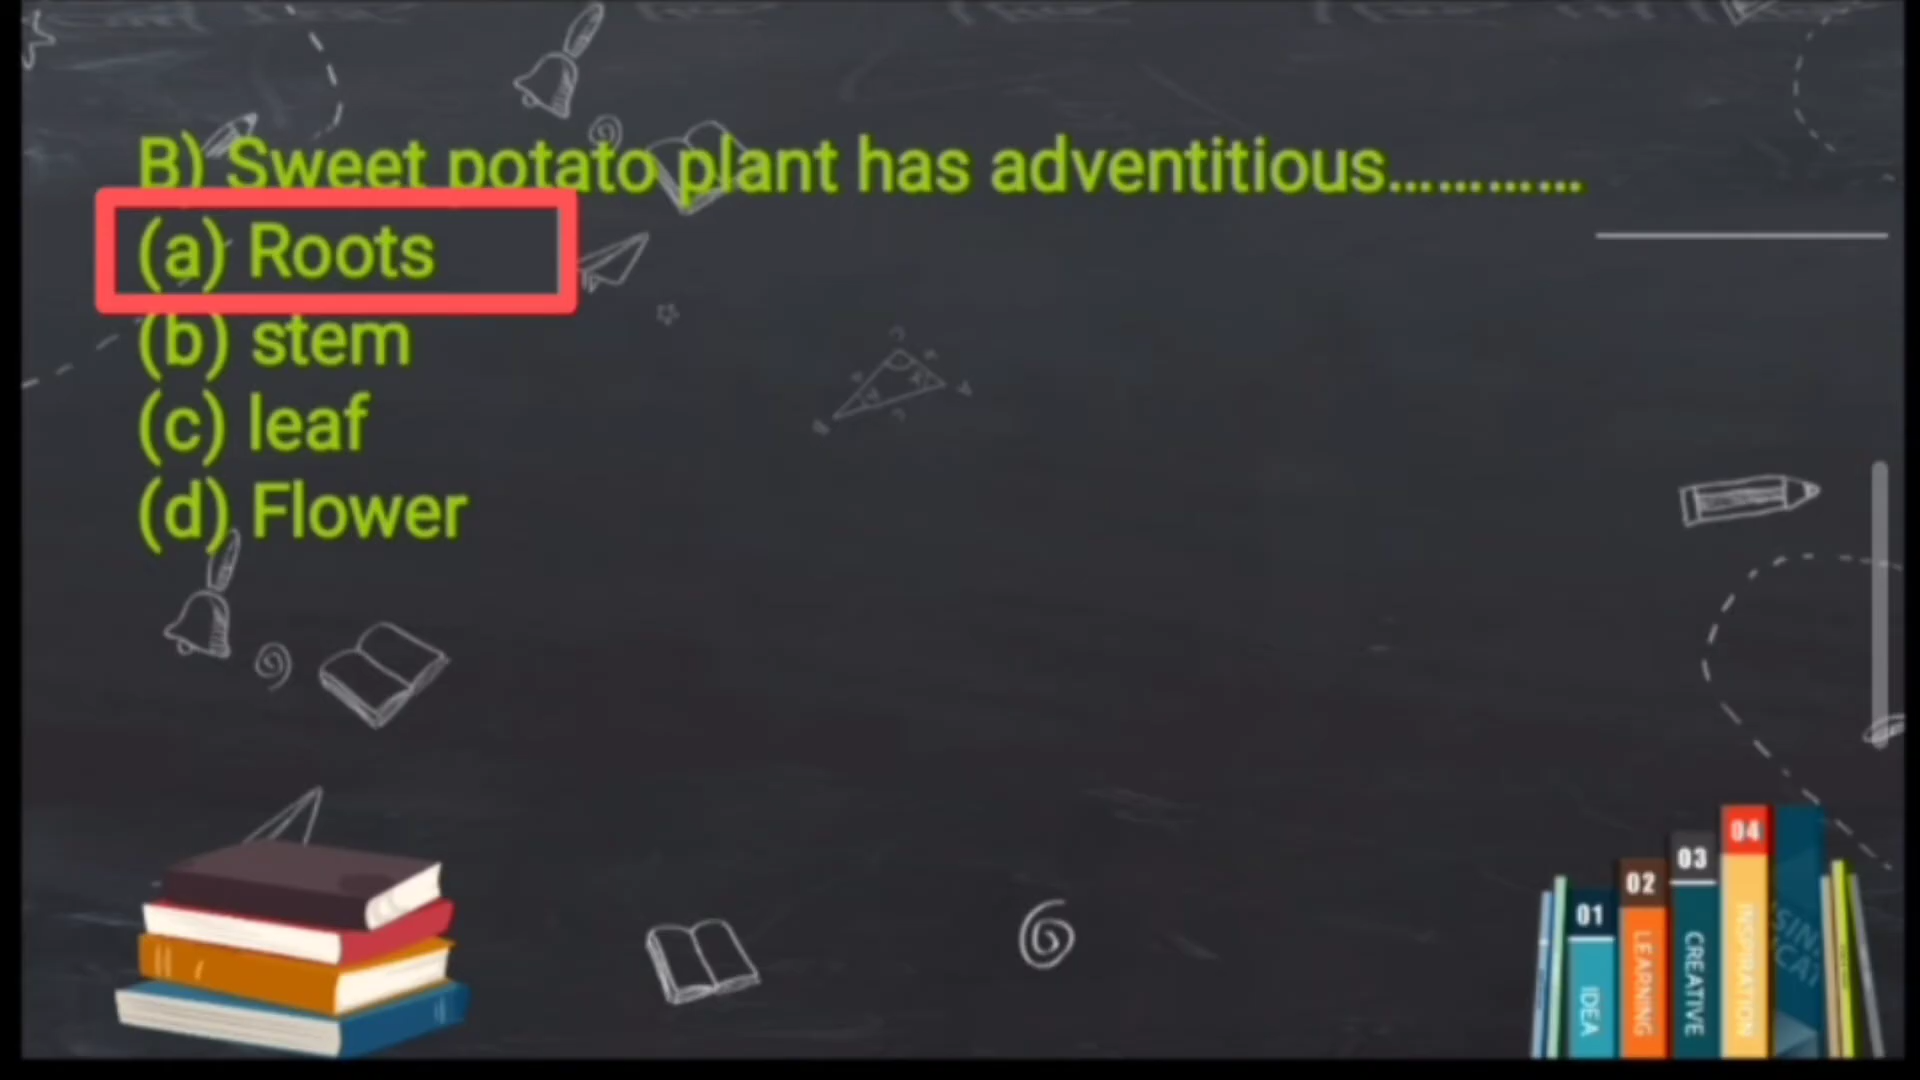 B) Sweet potato plant has adventitious............
(a) Roots
(b) stem
(c) leaf
(d) Flower
01
IDEA
02
LEARNING
03
CREATIVE
04
INSPIRATION